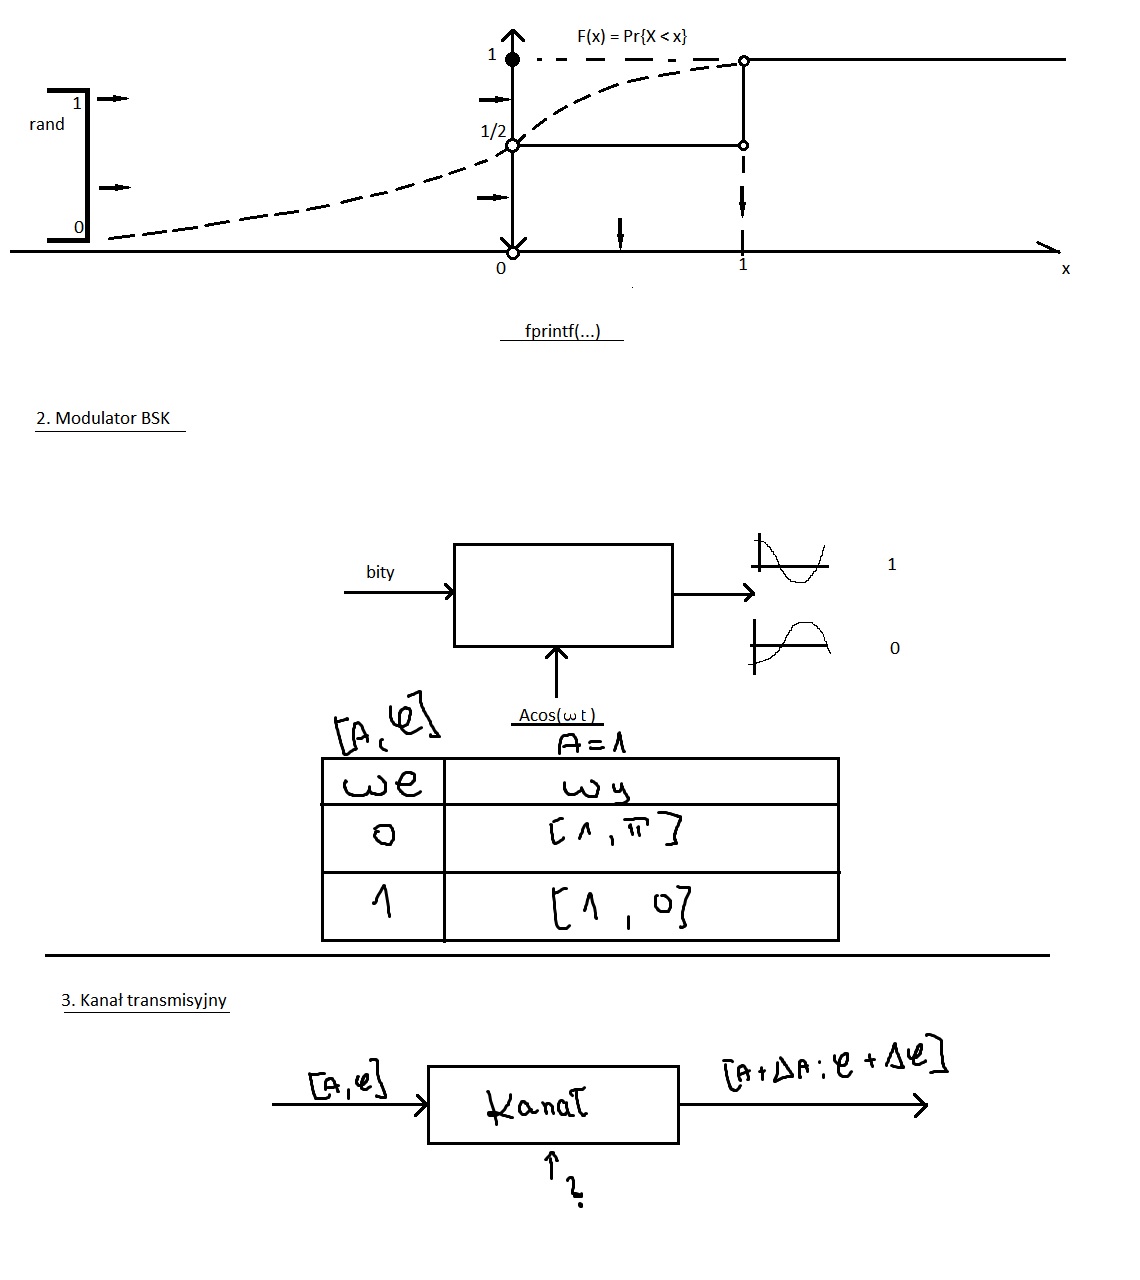 F(x) = Pr{X < x}
1
1
rand
1/2
0
0
1
x
fprintf(...)
2. Modulator BSK
bity
1
0
Acos(ω t)
[A, φ]
A = 1
we wy
0 [1, π]
1 [1, 0]
3. Kanał transmisyjny
[A, φ]
Kanał
[A + ΔA; φ + Δφ]
?